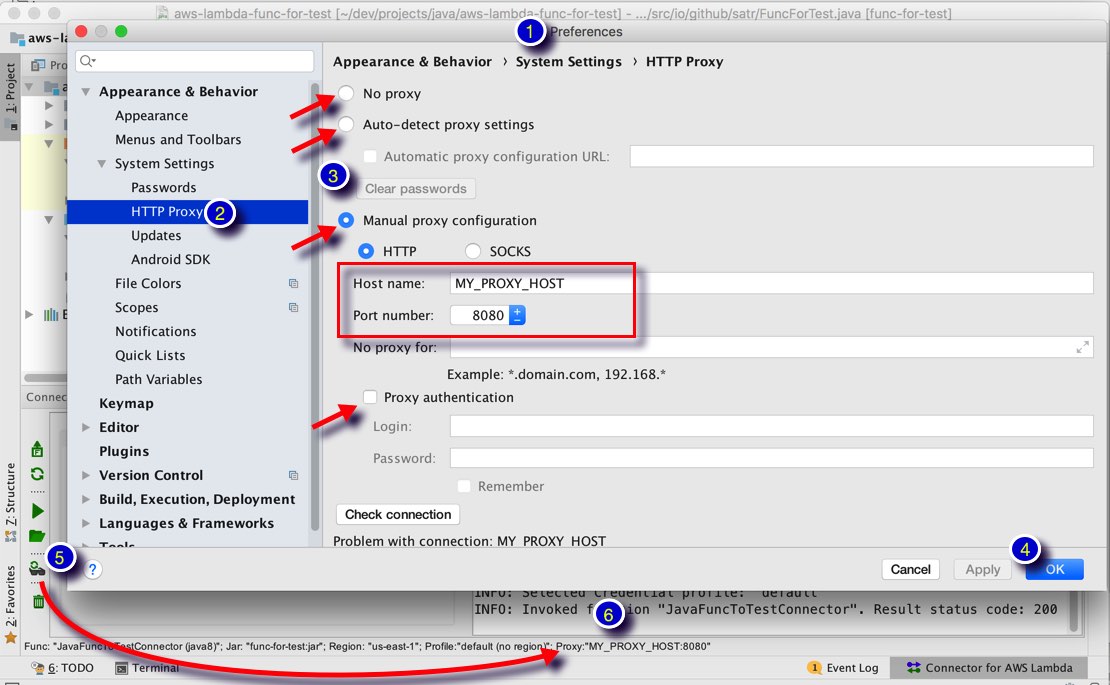 aws-lambda-func-for-test [~/dev/projects/java/aws-lambda-func-for-test] - .../src/io/github/satr/FuncForTest.java [func-for-test]
1 Preferences
aws-la
1: Project
Pro
Appearance & Behavior
Appearance
Menus and Toolbars
System Settings
Passwords
HTTP Proxy 2
Updates
Android SDK
File Colors
Scopes
Notifications
Quick Lists
Path Variables
Keymap
Editor
Plugins
Version Control
Build, Execution, Deployment
Languages & Frameworks
Tools
Appearance & Behavior › System Settings › HTTP Proxy
No proxy
Auto-detect proxy settings
Automatic proxy configuration URL:
3
Clear passwords
Manual proxy configuration
HTTP SOCKS
Host name: MY_PROXY_HOST
Port number: 8080
No proxy for:
Example: *.domain.com, 192.168.*
Proxy authentication
Login:
Password:
Remember
Check connection
Problem with connection: MY_PROXY_HOST
?
Cancel Apply OK
4
5
6
Connec
Z: Structure
2: Favorites
INFO: Selected Credential profile: "default"
INFO: Invoked "JavaFuncToTestConnector". Result status code: 200
Func: "JavaFuncToTestConnector (java8)"; Jar: "func-for-test:jar"; Region: "us-east-1"; Profile:"default (no region)"; Proxy:"MY_PROXY_HOST:8080"
6: TODO Terminal 1 Event Log Connector for AWS Lambda